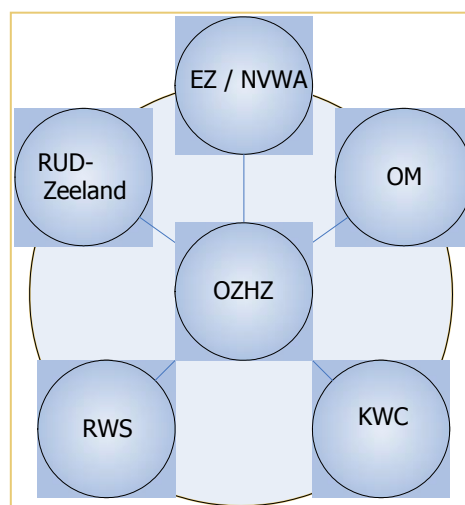 EZ / NVWA
RUD-
Zeeland
OM
OZHZ
RWS
KWC